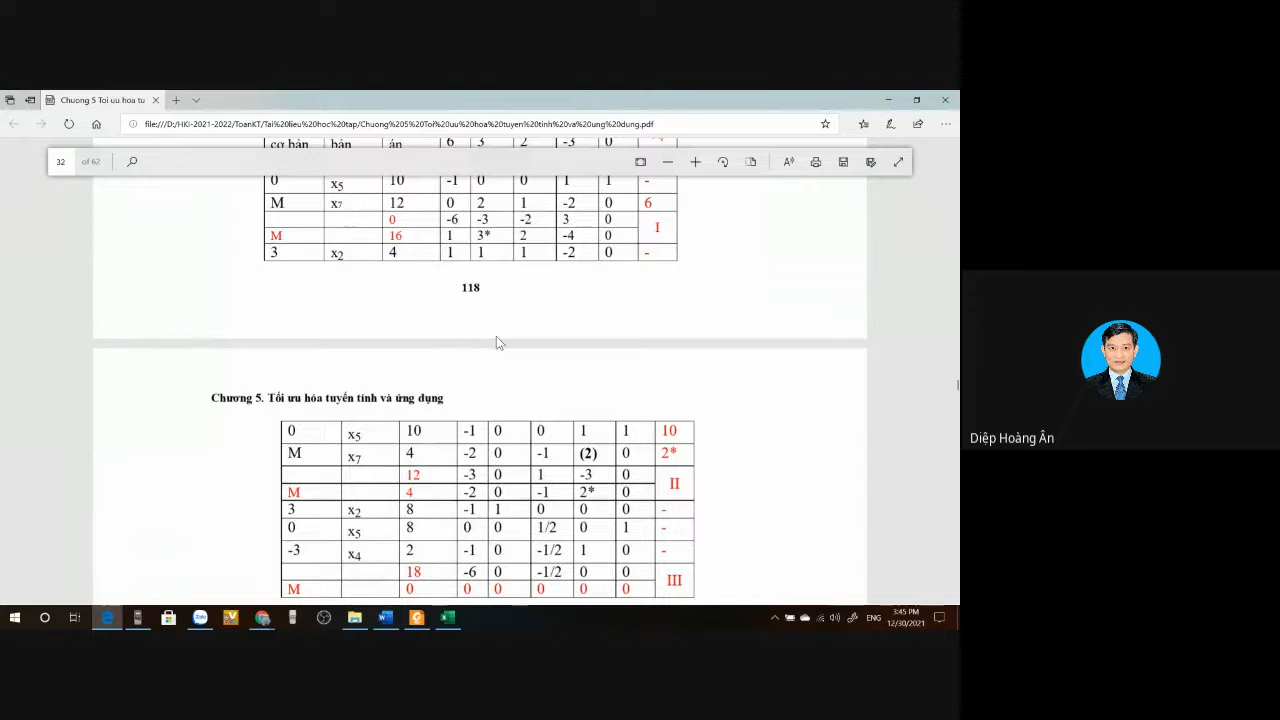 Chuong 5 Toi uu hoa tu
file:///D:/HKI-2021-2022/ToanKT/Tai%20lieu%20hoc%20tap/Chuong%205%20Toi%20uu%20hoa%20tuyen%20tinh%20va%20ung%20dung.pdf
32 of 62
cơ bản bản án 6 3 2 -3 0
0 x5 10 -1 0 0 1 1 -
M x7 12 0 2 1 -2 0 6
0 -6 -3 -2 3 0 I
M 16 1 3* 2 -4 0
3 x2 4 1 1 1 -2 0 -
118
Chương 5. Tối ưu hóa tuyến tính và ứng dụng
0 x5 10 -1 0 0 1 1 10
M x7 4 -2 0 -1 (2) 0 2*
12 -3 0 1 -3 0 II
M 4 -2 0 -1 2* 0
3 x2 8 -1 1 0 0 0 -
0 x5 8 0 0 1/2 0 1 -
-3 x4 2 -1 0 -1/2 1 0 -
18 -6 0 -1/2 0 0 III
M 0 0 0 0 0 0
Diệp Hoàng Ân
Zalo
ENG
3:45 PM
12/30/2021